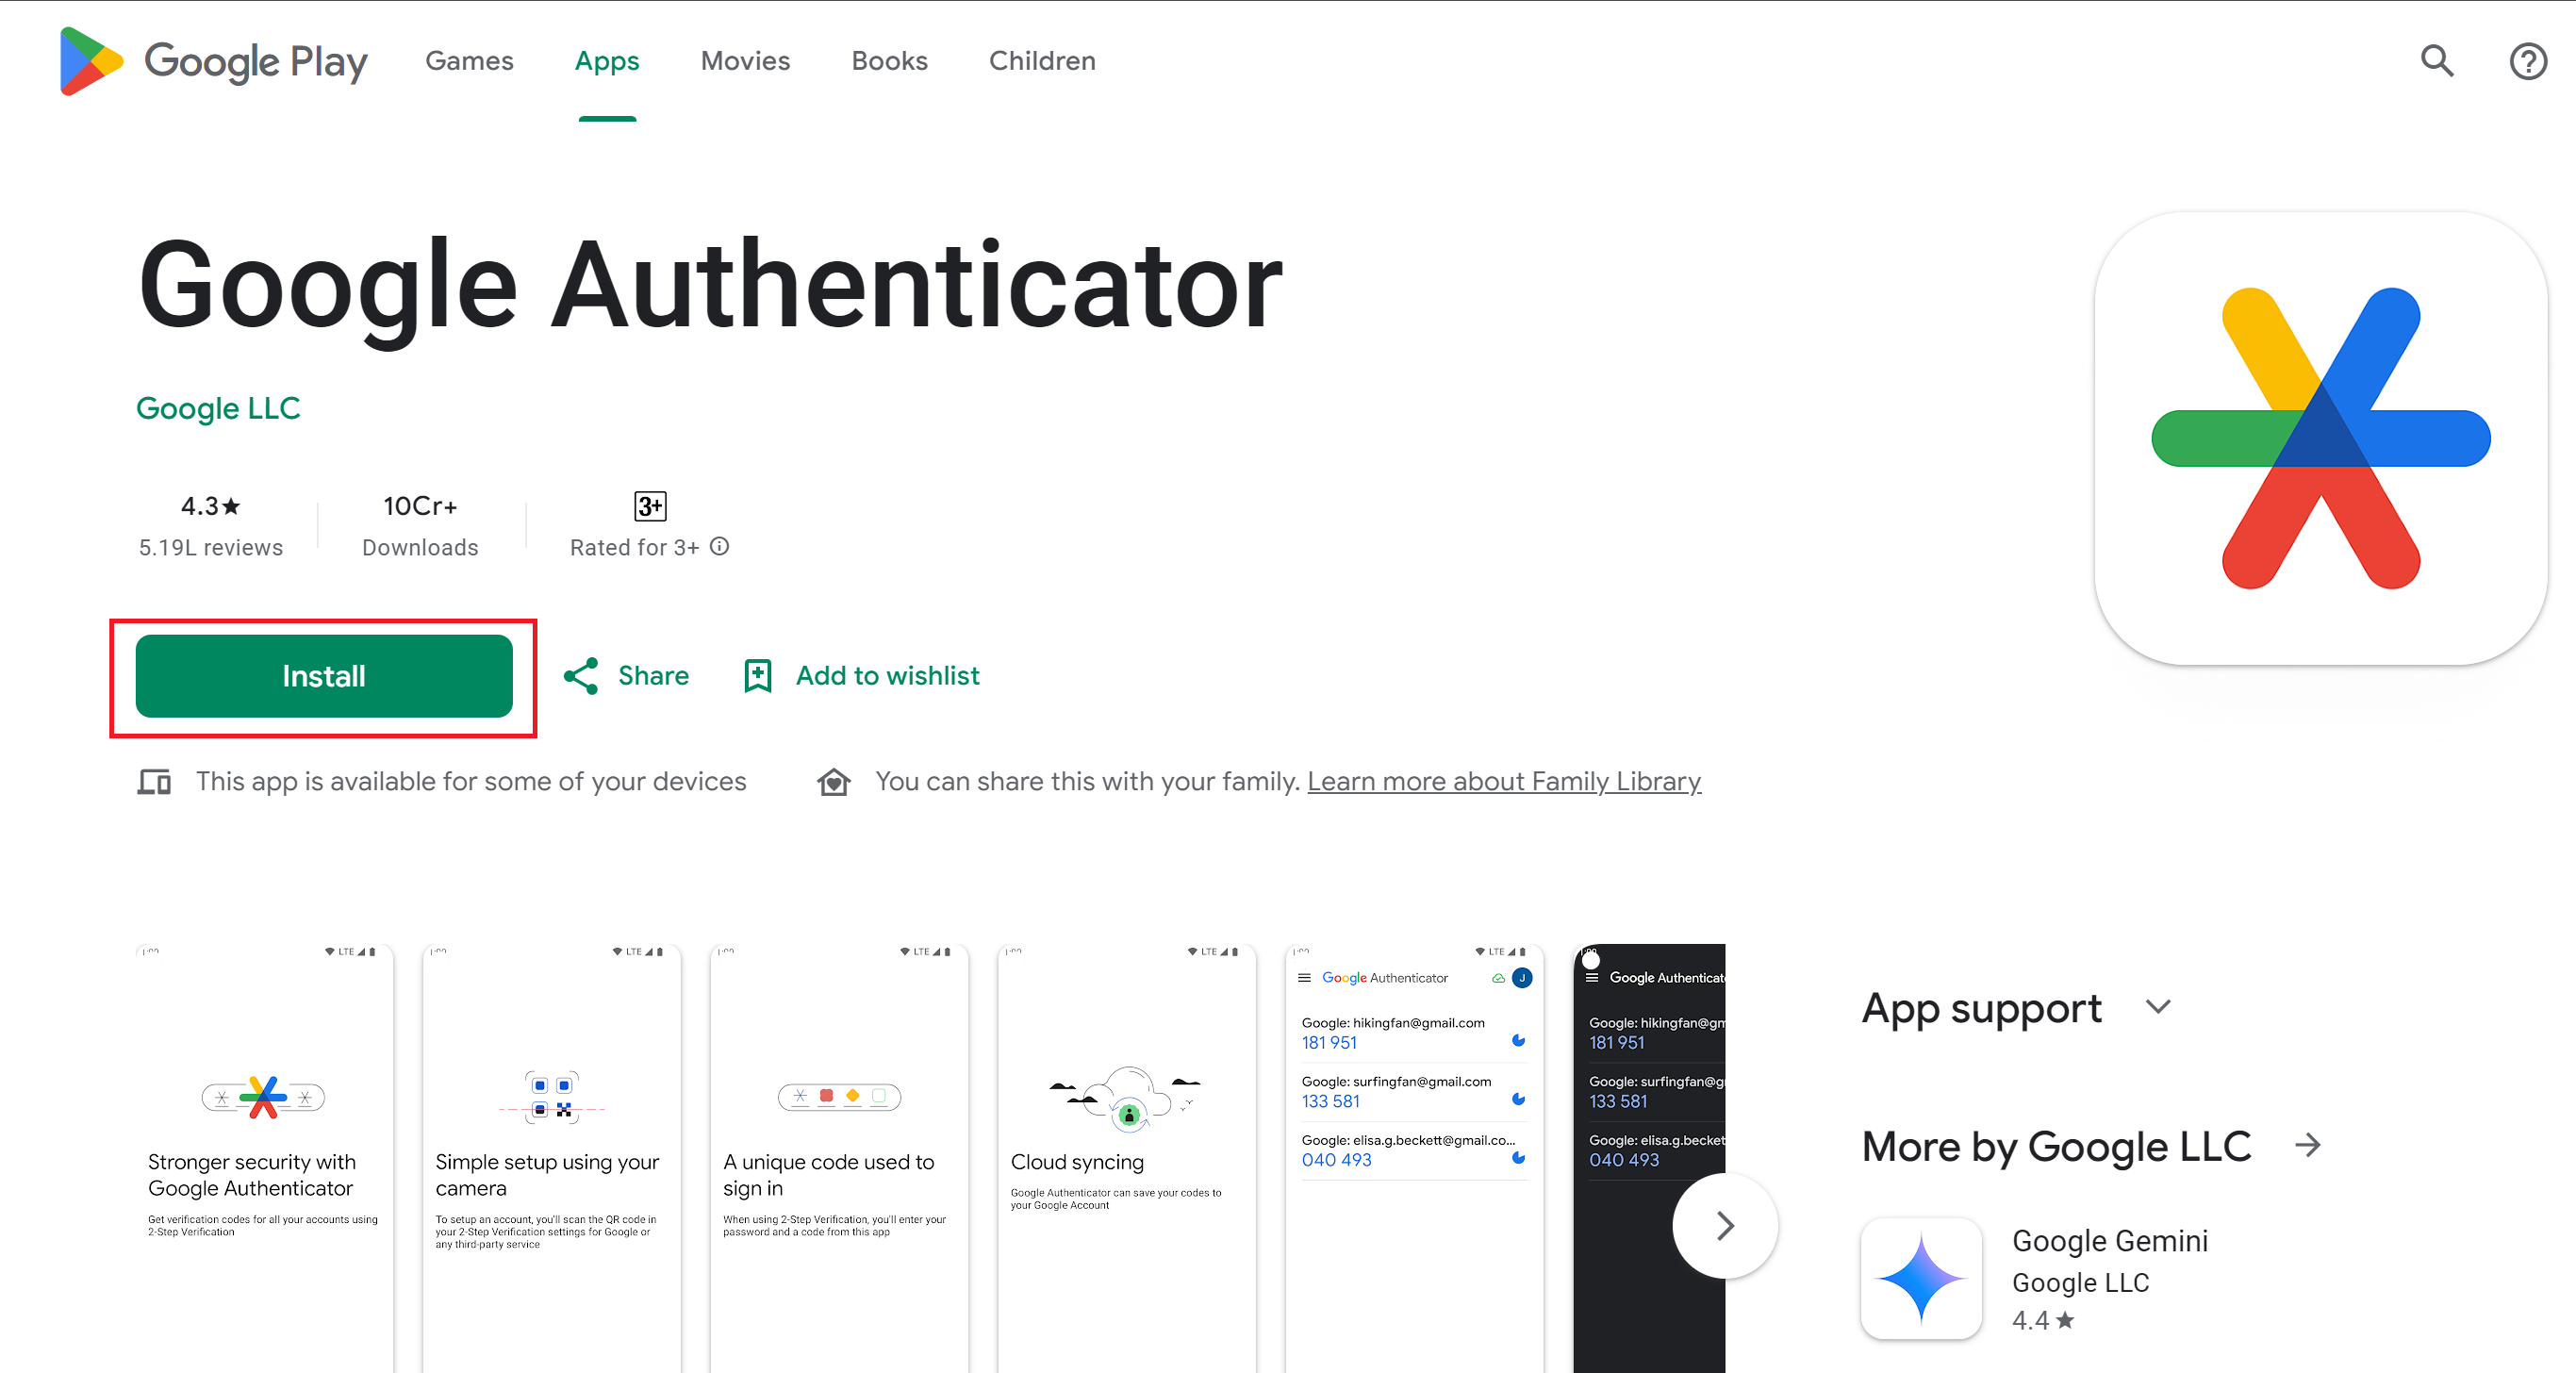 Google Play Games Apps Movies Books Children
Google Authenticator
Google LLC
4.3★ 10Cr+ 3+
5.19L reviews Downloads Rated for 3+
Install Share Add to wishlist
This app is available for some of your devices You can share this with your family. Learn more about Family Library
LTE
Stronger security with
Google Authenticator
Get verification codes for all your accounts using
2-Step Verification
LTE
Simple setup using your
camera
To setup an account, you'll scan the QR code in
your 2-Step Verification settings for Google or
any third-party service
LTE
A unique code used to
sign in
When using 2-Step Verification, you'll enter your
password and a code from this app
LTE
Cloud syncing
Google Authenticator can save your codes to
your Google Account
LTE
Google Authenticator J
Google: hikingfan@gmail.com
181 951
Google: surfingfan@gmail.com
133 581
Google: elisa.g.beckett@gmail.co...
040 493
Google Authenticat
Google: hikingfan@gm
181 951
Google: surfingfan@g
133 581
Google: elisa.g.becket
040 493
App support
More by Google LLC
Google Gemini
Google LLC
4.4★